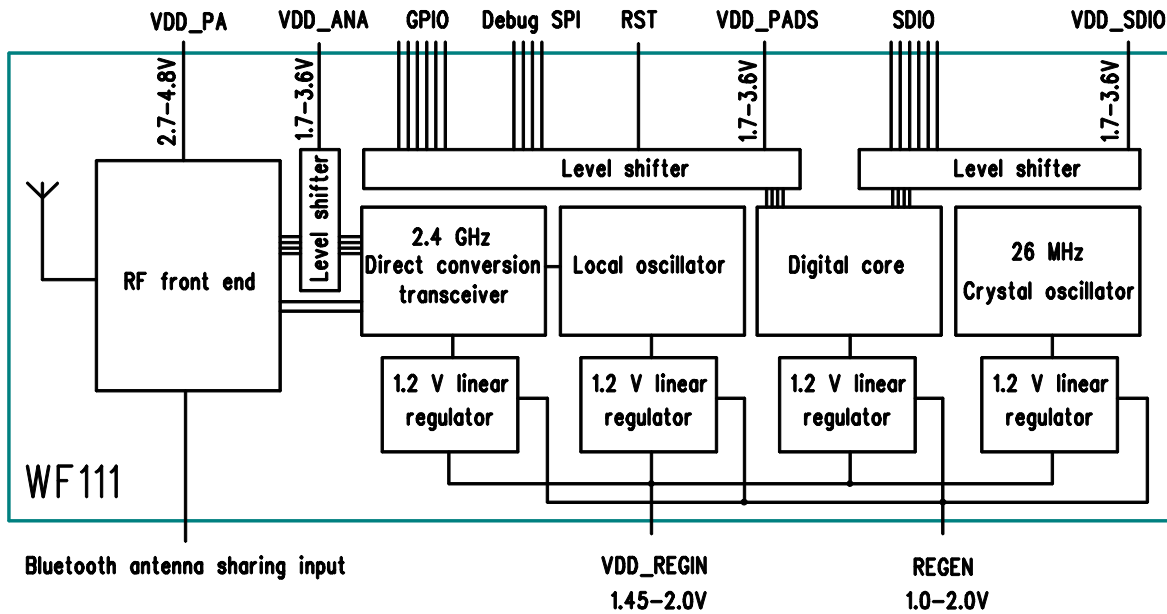 VDD_PA
VDD_ANA
GPIO
Debug SPI
RST
VDD_PADS
SDIO
VDD_SDIO
2.7-4.8V
1.7-3.6V
1.7-3.6V
1.7-3.6V
Level shifter
Level shifter
Level shifter
RF front end
2.4 GHz
Direct conversion
transceiver
Local oscillator
Digital core
26 MHz
Crystal oscillator
1.2 V linear
regulator
1.2 V linear
regulator
1.2 V linear
regulator
1.2 V linear
regulator
WF111
Bluetooth antenna sharing input
VDD_REGIN
1.45-2.0V
REGEN
1.0-2.0V